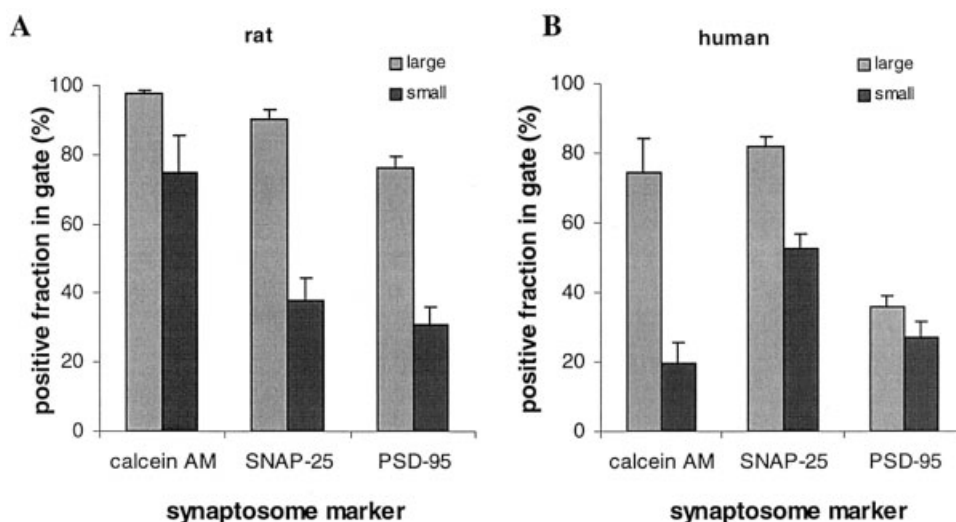 A
rat
large
small
positive fraction in gate (%)
100
80
60
40
20
0
calcein AM
SNAP-25
PSD-95
synaptosome marker
B
human
large
small
positive fraction in gate (%)
100
80
60
40
20
0
calcein AM
SNAP-25
PSD-95
synaptosome marker